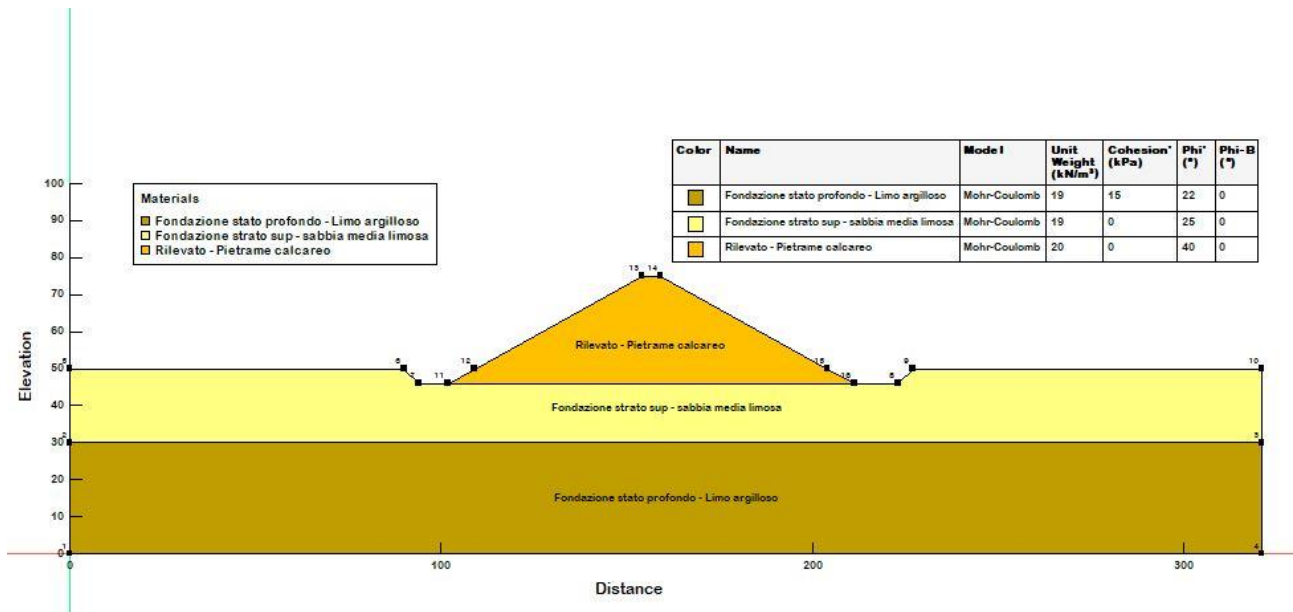 Color Name Model Unit Weight (kN/m³) Cohesion' (kPa) Phi' (°) Phi-B (°)
Fondazione stato profondo - Limo argilloso Mohr-Coulomb 19 15 22 0
Fondazione strato sup - sabbia media limosa Mohr-Coulomb 19 0 25 0
Rilevato - Pietrame calcareo Mohr-Coulomb 20 0 40 0
Materials
Fondazione stato profondo - Limo argilloso
Fondazione strato sup - sabbia media limosa
Rilevato - Pietrame calcareo
Elevation
100
90
80
70
60
50
40
30
20
10
0
13 14
Rilevato - Pietrame calcareo
5 6 12 15 9 10
7 11 16 8
Fondazione strato sup - sabbia media limosa
2 3
Fondazione stato profondo - Limo argilloso
1 4
0 100 200 300
Distance